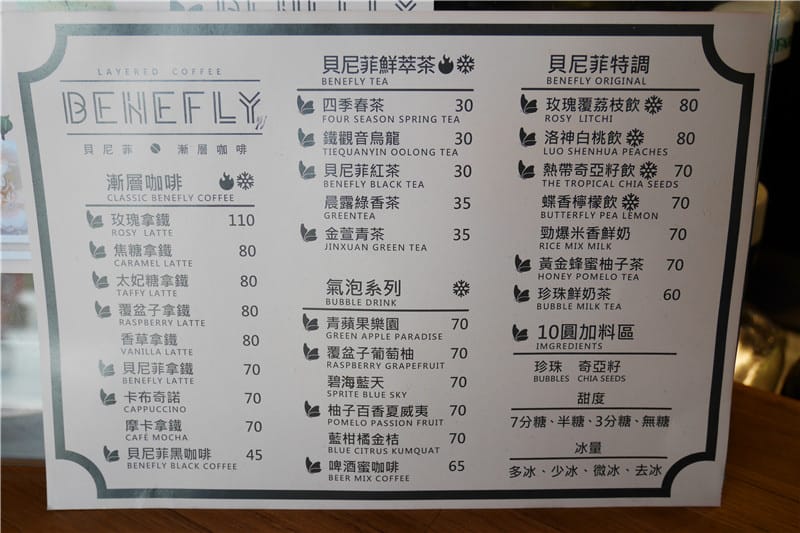 LAYERED COFFEE
BENEFLY
貝尼菲 漸層咖啡
漸層咖啡
CLASSIC BENEFLY COFFEE
玫瑰拿鐵 110
ROSY LATTE
焦糖拿鐵 80
CARAMEL LATTE
太妃糖拿鐵 80
TAFFY LATTE
覆盆子拿鐵 80
RASPBERRY LATTE
香草拿鐵 80
VANILLA LATTE
貝尼菲拿鐵 70
BENEFLY LATTE
卡布奇諾 70
CAPPUCCINO
摩卡拿鐵 70
CAFÉ MOCHA
貝尼菲黑咖啡 45
BENEFLY BLACK COFFEE
貝尼菲鮮萃茶
BENEFLY TEA
四季春茶 30
FOUR SEASON SPRING TEA
鐵觀音烏龍 30
TIEQUANYIN OOLONG TEA
貝尼菲紅茶 30
BENEFLY BLACK TEA
晨露綠香茶 35
GREENTEA
金萱青茶 35
JINXUAN GREEN TEA
氣泡系列
BUBBLE DRINK
青蘋果樂園 70
GREEN APPLE PARADISE
覆盆子葡萄柚 70
RASPBERRY GRAPEFRUIT
碧海藍天 70
SPRITE BLUE SKY
柚子百香夏威夷 70
POMELO PASSION FRUIT
藍柑橘金桔 70
BLUE CITRUS KUMQUAT
啤酒蜜咖啡 65
BEER MIX COFFEE
貝尼菲特調
BENEFLY ORIGINAL
玫瑰覆荔枝飲 80
ROSY LITCHI
洛神白桃飲 80
LUO SHENHUA PEACHES
熱帶奇亞籽飲 70
THE TROPICAL CHIA SEEDS
蝶香檸檬飲 70
BUTTERFLY PEA LEMON
勁爆米香鮮奶 70
RICE MIX MILK
黃金蜂蜜柚子茶 70
HONEY POMELO TEA
珍珠鮮奶茶 60
BUBBLE MILK TEA
10圓加料區
IMGREDIENTS
珍珠 奇亞籽
BUBBLES CHIA SEEDS
甜度
7分糖、半糖、3分糖、無糖
冰量
多冰、少冰、微冰、去冰